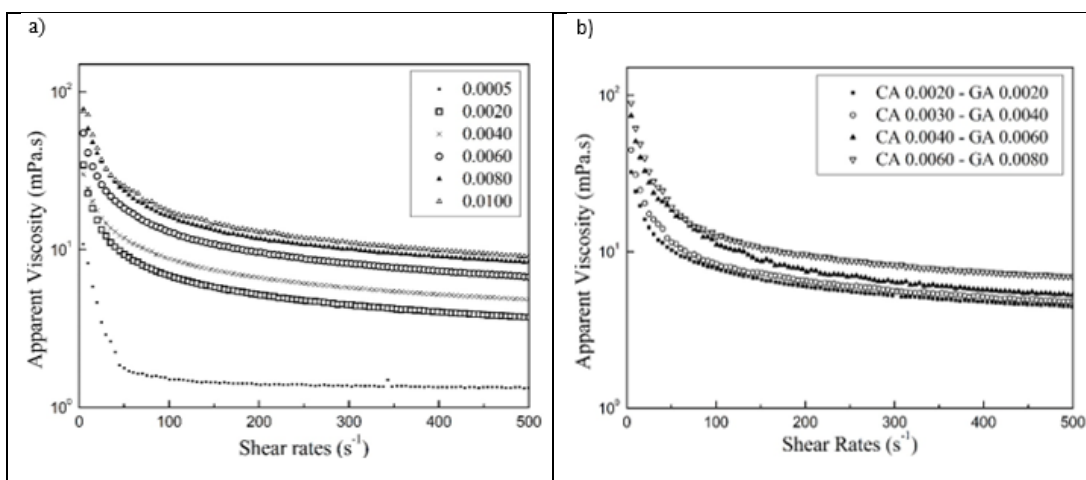 a)
Apparent Viscosity (mPa.s)
10²
10¹
10⁰
0.0005
0.0020
0.0040
0.0060
0.0080
0.0100
0 100 200 300 400 500
Shear rates (s⁻¹)
b)
Apparent Viscosity (mPa.s)
10²
10¹
10⁰
CA 0.0020 - GA 0.0020
CA 0.0030 - GA 0.0040
CA 0.0040 - GA 0.0060
CA 0.0060 - GA 0.0080
0 100 200 300 400 500
Shear Rates (s⁻¹)